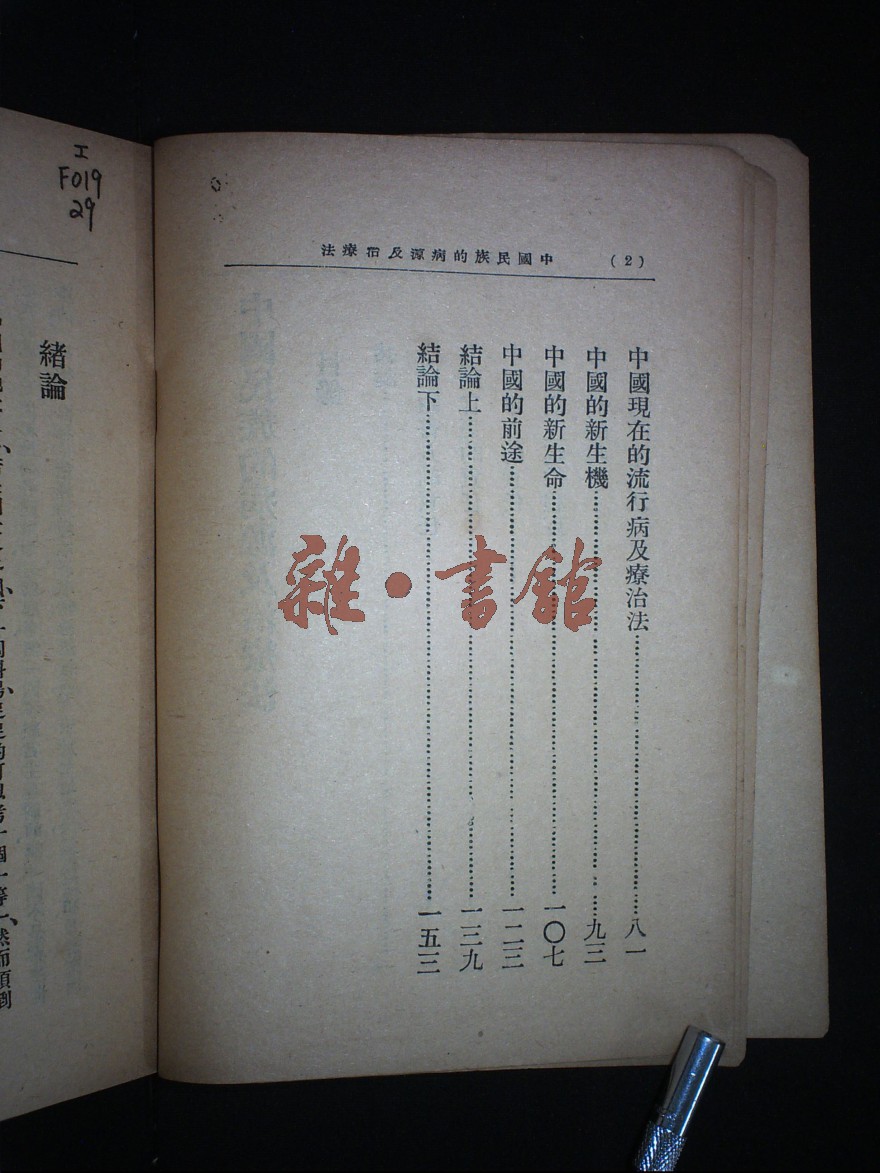 中國民族的病源及治療法 (2)
中國現在的流行病及療治法……八一
中國的新生機……九三
中國的新生命……一〇七
中國的前途……一二三
結論上……一三九
結論下……一五三
雜·書館
工
F019
29
緒論